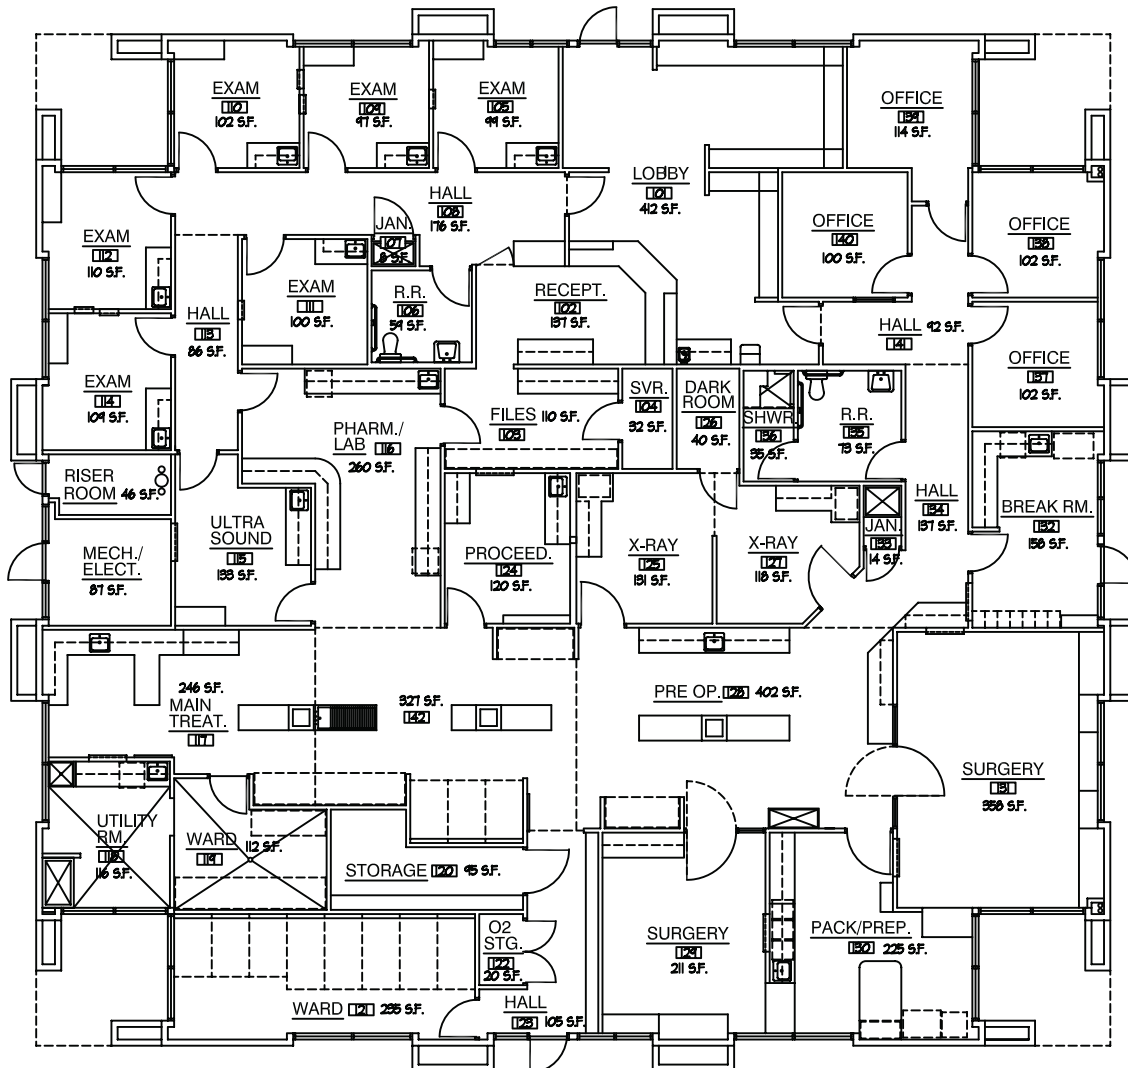 EXAM
110
102 S.F.
EXAM
109
97 S.F.
EXAM
105
99 S.F.
OFFICE
139
114 S.F.
LOBBY
101
412 S.F.
HALL
108
176 S.F.
JAN.
107
8 S.F.
OFFICE
140
100 S.F.
OFFICE
138
102 S.F.
EXAM
112
110 S.F.
EXAM
111
100 S.F.
R.R.
106
59 S.F.
RECEPT.
102
137 S.F.
HALL
113
86 S.F.
HALL 92 S.F.
141
OFFICE
137
102 S.F.
EXAM
114
109 S.F.
PHARM./
LAB 116
260 S.F.
FILES 110 S.F.
103
SVR.
104
32 S.F.
DARK
ROOM
126
40 S.F.
SHWR.
136
35 S.F.
R.R.
135
73 S.F.
RISER
ROOM 46 S.F.
ULTRA
SOUND
115
133 S.F.
MECH./
ELECT.
87 S.F.
PROCEED.
124
120 S.F.
X-RAY
125
131 S.F.
X-RAY
127
118 S.F.
JAN.
133
14 S.F.
HALL
134
137 S.F.
BREAK RM.
132
158 S.F.
246 S.F.
MAIN
TREAT.
117
327 S.F.
142
PRE OP. 128 402 S.F.
SURGERY
131
358 S.F.
UTILITY
RM.
118
116 S.F.
WARD
119
112 S.F.
STORAGE 120 95 S.F.
O2
STG.
122
20 S.F.
WARD 121 235 S.F.
HALL
123 105 S.F.
SURGERY
129
211 S.F.
PACK/PREP.
130 225 S.F.